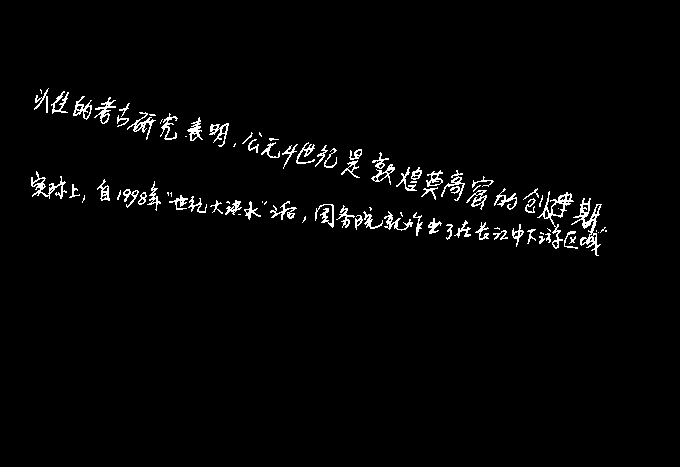 以往的考古研究表明，公元4世纪是敦煌莫高窟的创建期
实际上，自1998年"世纪大洪水"之后，国务院就作出了在长江中下游区域